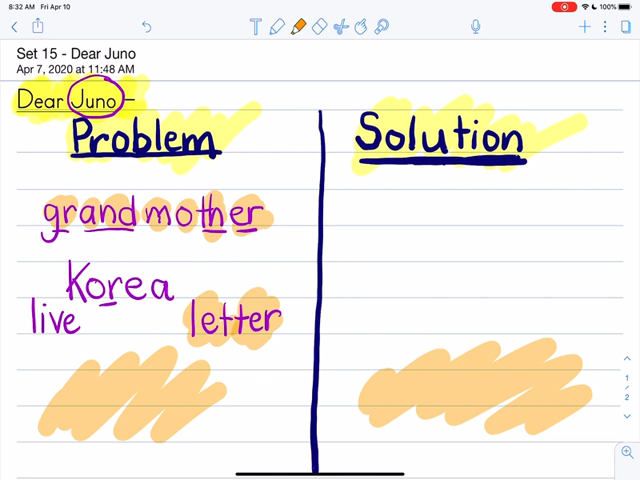 8:32 AM Fri Apr 10
100%
T
Set 15 - Dear Juno
Apr 7, 2020 at 11:48 AM
Dear Juno -
Problem
Solution
grandmother
Korea
live
letter
1
/
2